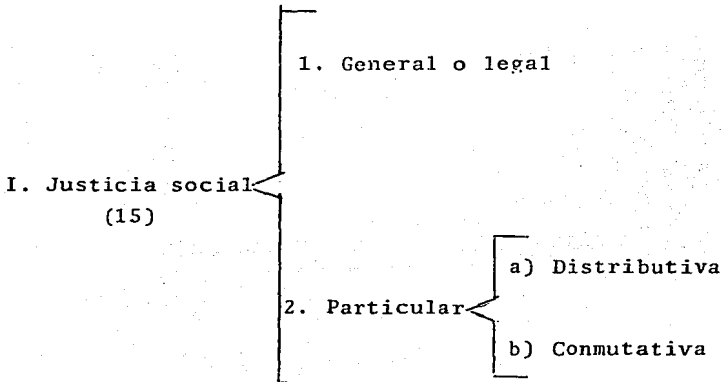 1. General o legal
I. Justicia social
(15)
2. Particular
a) Distributiva
b) Conmutativa